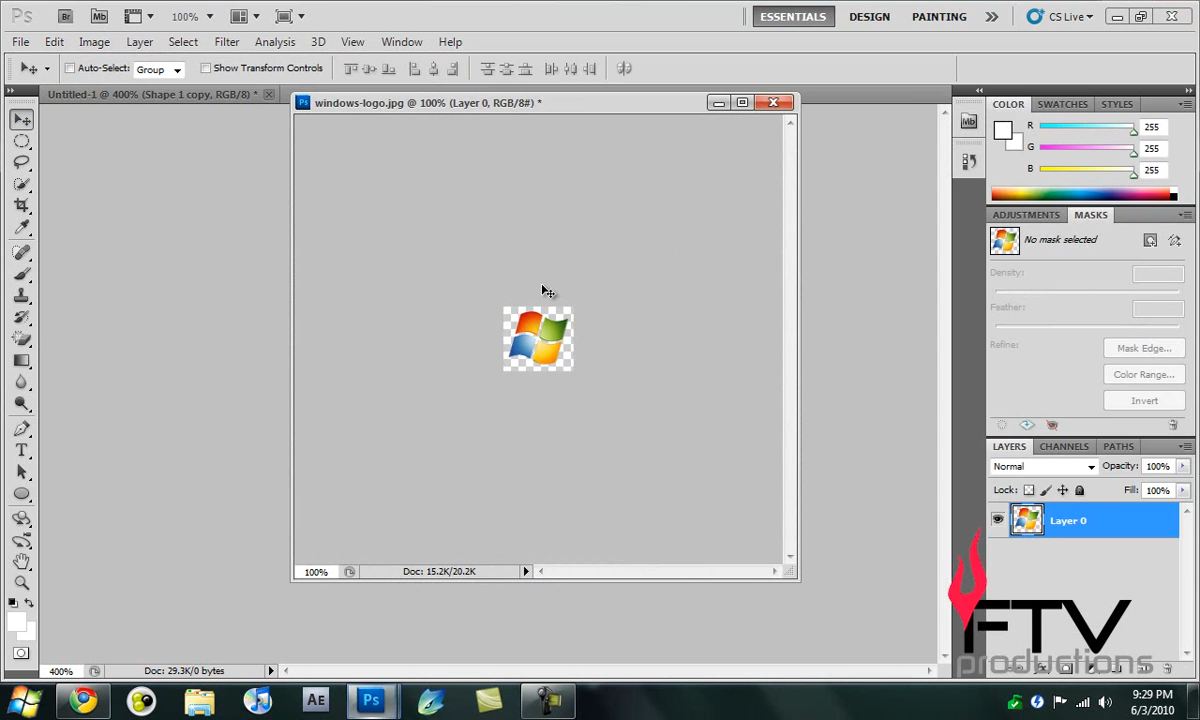 Ps Br Mb 100% ESSENTIALS DESIGN PAINTING CS Live
File Edit Image Layer Select Filter Analysis 3D View Window Help
Auto-Select: Group Show Transform Controls
Untitled-1 @ 400% (Shape 1 copy, RGB/8) *
Ps windows-logo.jpg @ 100% (Layer 0, RGB/8#) *
COLOR SWATCHES STYLES
Mb
R 255
G 255
B 255
ADJUSTMENTS MASKS
No mask selected
Density:
Feather:
Refine: Mask Edge...
Color Range...
Invert
LAYERS CHANNELS PATHS
Normal Opacity: 100%
Lock: Fill: 100%
Layer 0
T
100% Doc: 15.2K/20.2K
FTV
productions
400% Doc: 29.3K/0 bytes
AE Ps
9:29 PM
6/3/2010